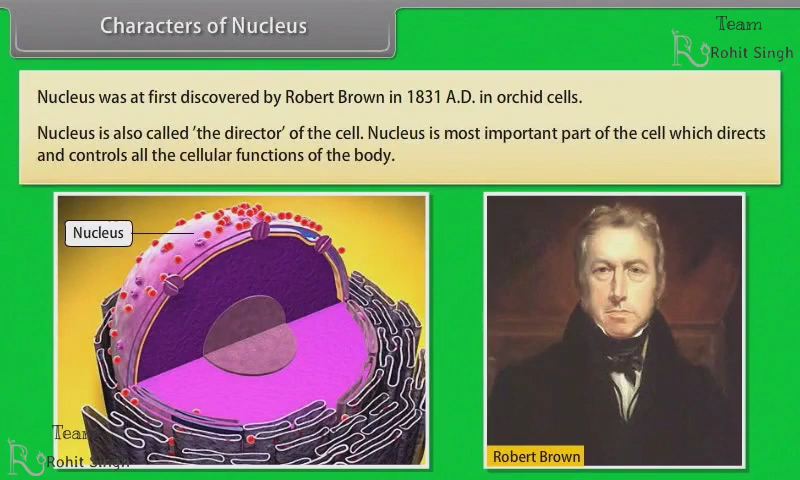 Characters of Nucleus
Team
Rohit Singh
Nucleus was at first discovered by Robert Brown in 1831 A.D. in orchid cells.
Nucleus is also called 'the director' of the cell. Nucleus is most important part of the cell which directs
and controls all the cellular functions of the body.
Nucleus
Team
Rohit Singh
Robert Brown